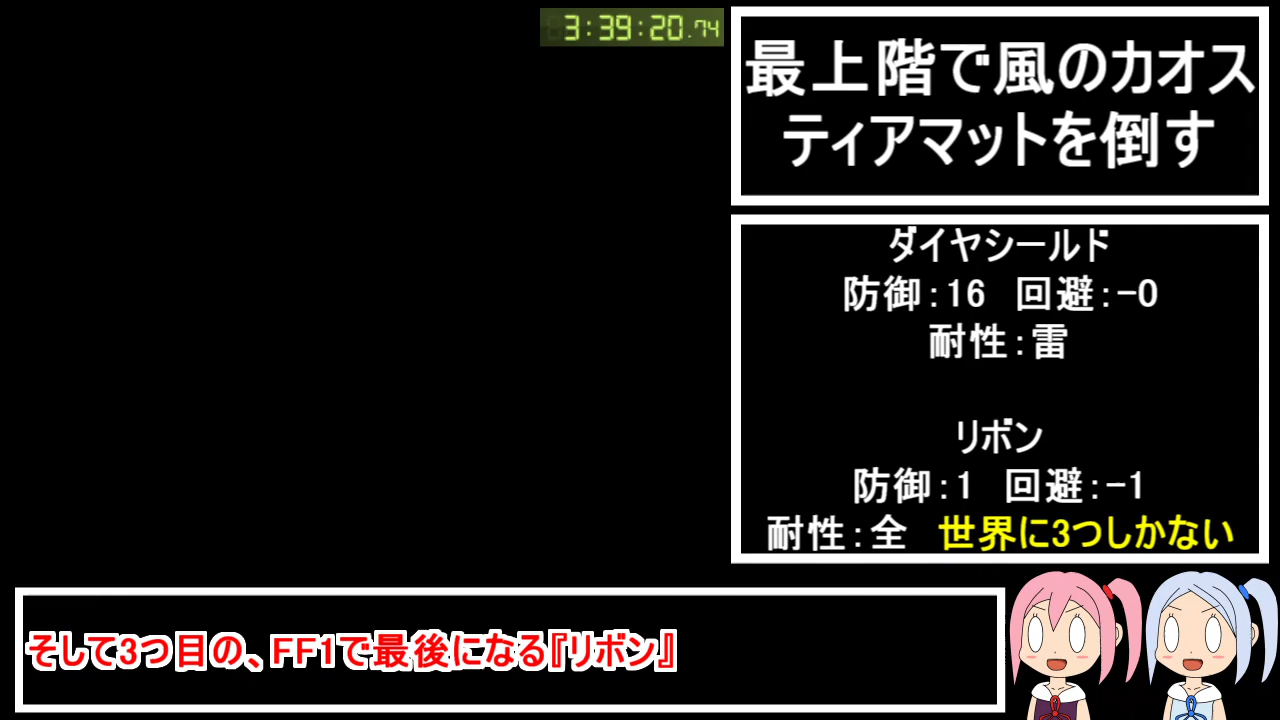 3:39:20.74
最上階で風のカオス
ティアマットを倒す
ダイヤシールド
防御:16 回避:-0
耐性:雷
リボン
防御:1 回避:-1
耐性:全 世界に3つしかない
そして3つ目の、FF1で最後になる『リボン』